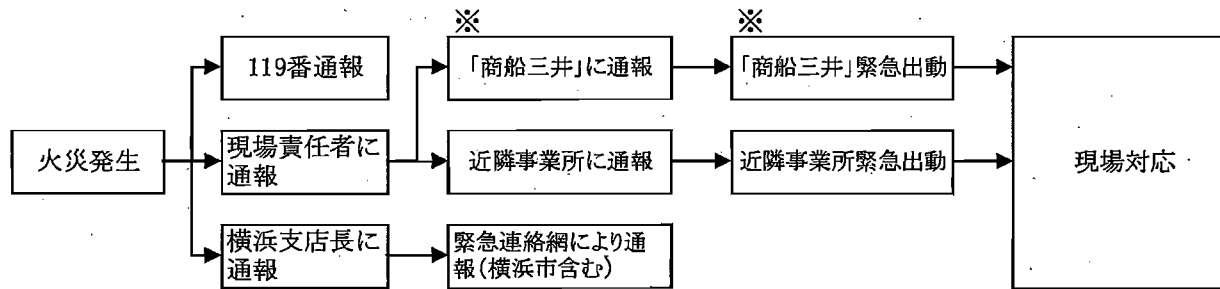 ※
※
119番通報
「商船三井」に通報
「商船三井」緊急出動
火災発生
現場責任者に
通報
近隣事業所に通報
近隣事業所緊急出動
現場対応
横浜支店長に
通報
緊急連絡網により通
報(横浜市含む)